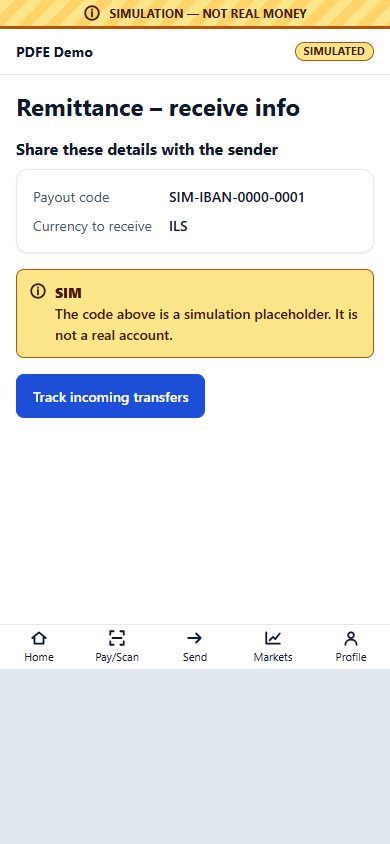 SIMULATION — NOT REAL MONEY
PDFE Demo
SIMULATED
Remittance – receive info
Share these details with the sender
Payout code SIM-IBAN-0000-0001
Currency to receive ILS
SIM
The code above is a simulation placeholder. It is
not a real account.
Track incoming transfers
Home Pay/Scan Send Markets Profile